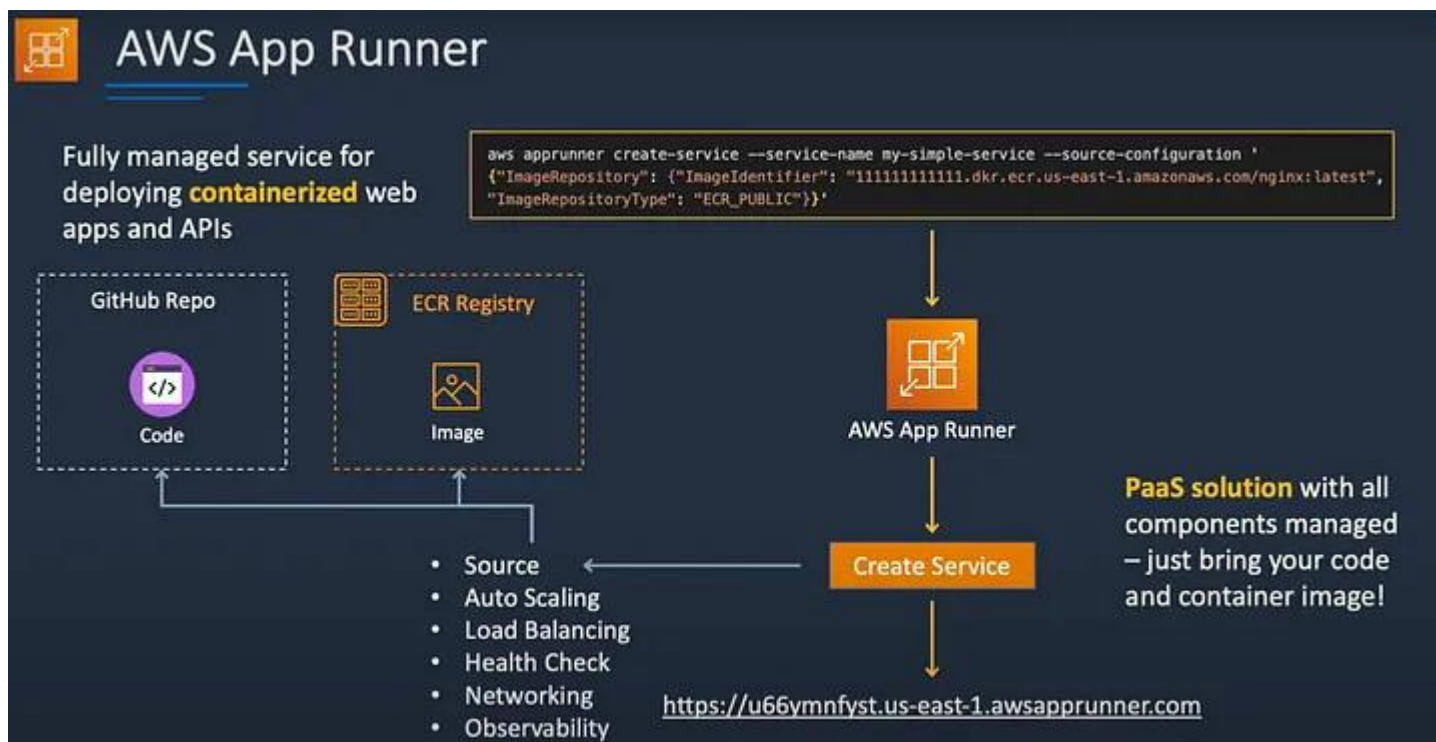 AWS App Runner
Fully managed service for
deploying containerized web
apps and APIs
aws apprunner create-service --service-name my-simple-service --source-configuration '
{"ImageRepository": {"ImageIdentifier": "111111111111.dkr.ecr.us-east-1.amazonaws.com/nginx:latest",
"ImageRepositoryType": "ECR_PUBLIC"}}'
GitHub Repo
</>
Code
ECR Registry
Image
AWS App Runner
PaaS solution with all
components managed
– just bring your code
and container image!
Create Service
• Source
• Auto Scaling
• Load Balancing
• Health Check
• Networking
• Observability
https://u66ymnfyst.us-east-1.awsapprunner.com